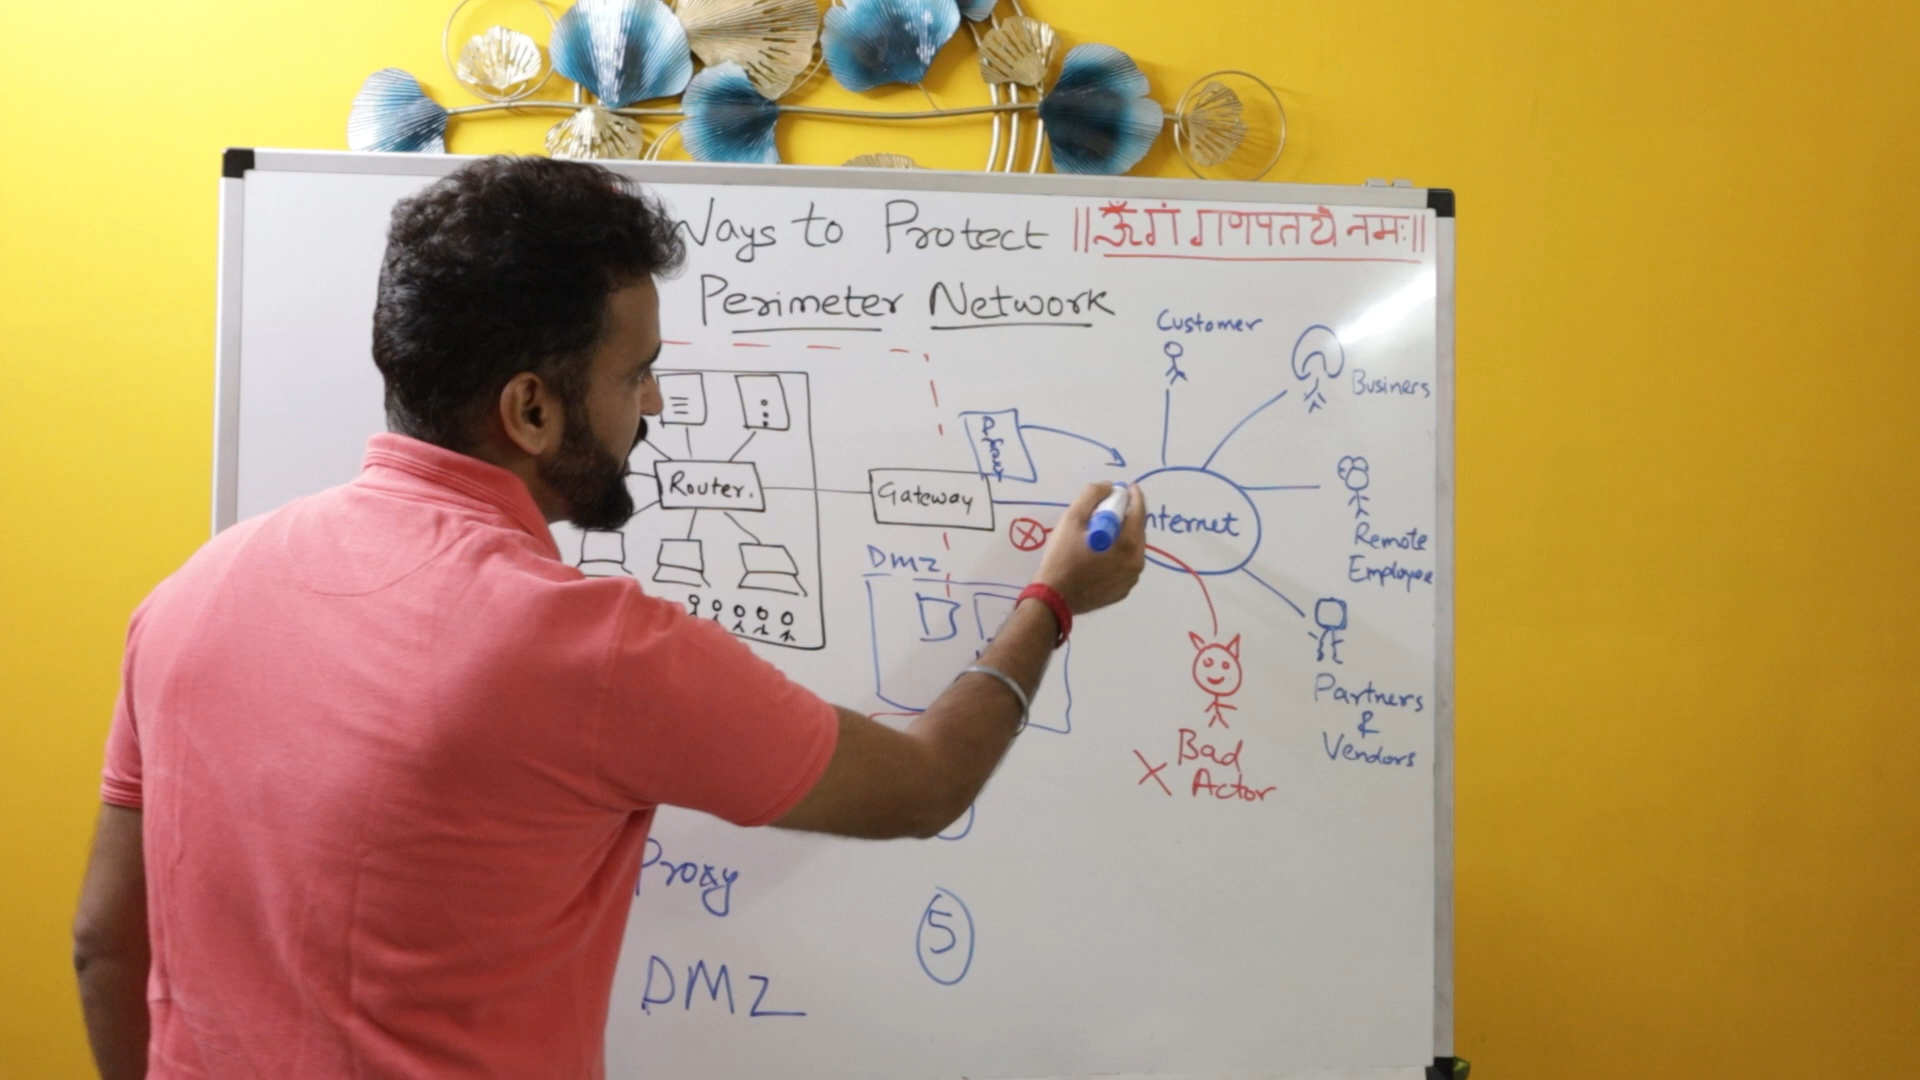 Ways to Protect
||ॐ गं गणपतये नमः||
Perimeter Network
Customer
Business
Proxy
Router.
Gateway
Internet
Remote
Employee
DMZ
Partners
&
Vendors
Bad
X Actor
Proxy
5
DMZ